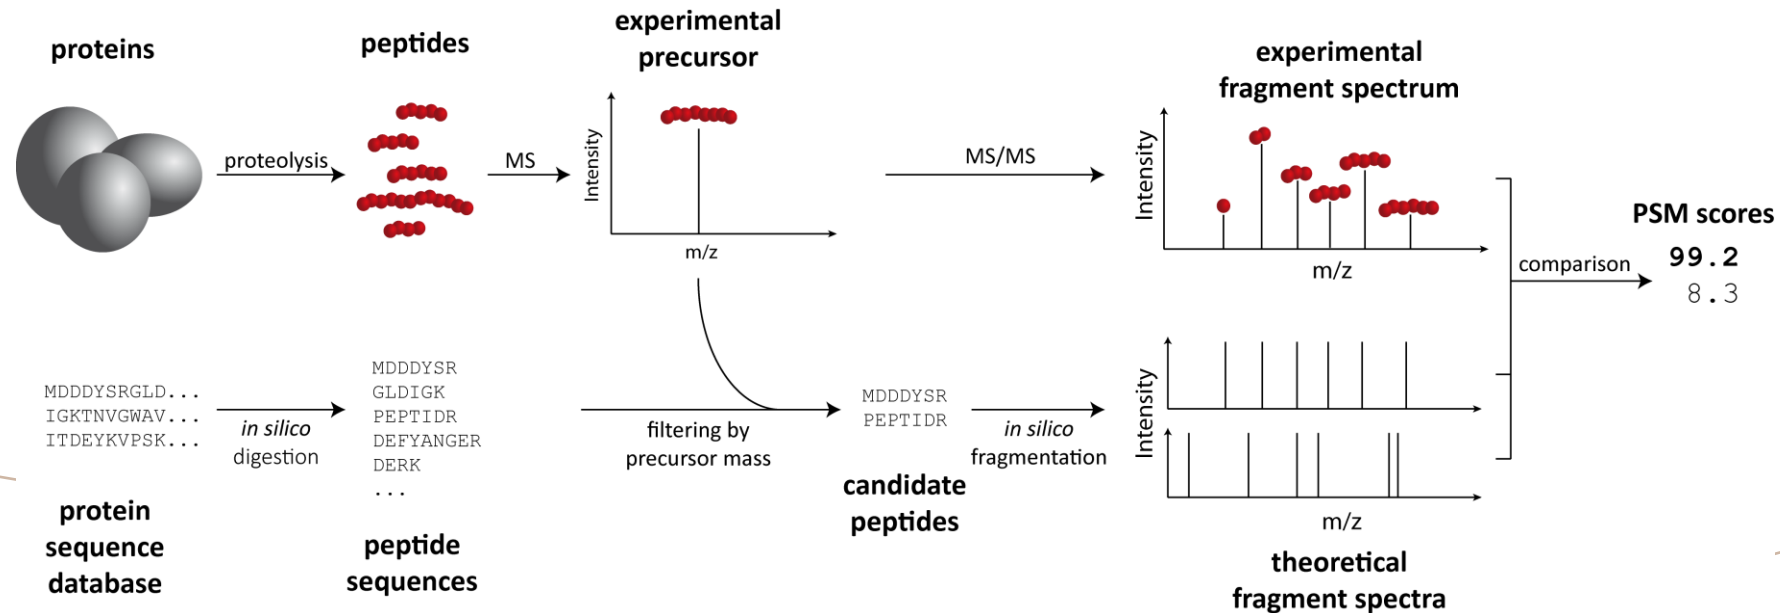 proteins
peptides
experimental
precursor
experimental
fragment spectrum
proteolysis
MS
Intensity
m/z
MS/MS
Intensity
m/z
comparison
PSM scores
99.2
8.3
MDDDYSRGLD...
IGKTNVGWAV...
ITDEYKVPSK...
in silico
digestion
MDDDYSR
GLDIGK
PEPTIDR
DEFYANGER
DERK
...
filtering by
precursor mass
MDDDYSR
PEPTIDR
in silico
fragmentation
Intensity
m/z
protein
sequence
database
peptide
sequences
candidate
peptides
theoretical
fragment spectra